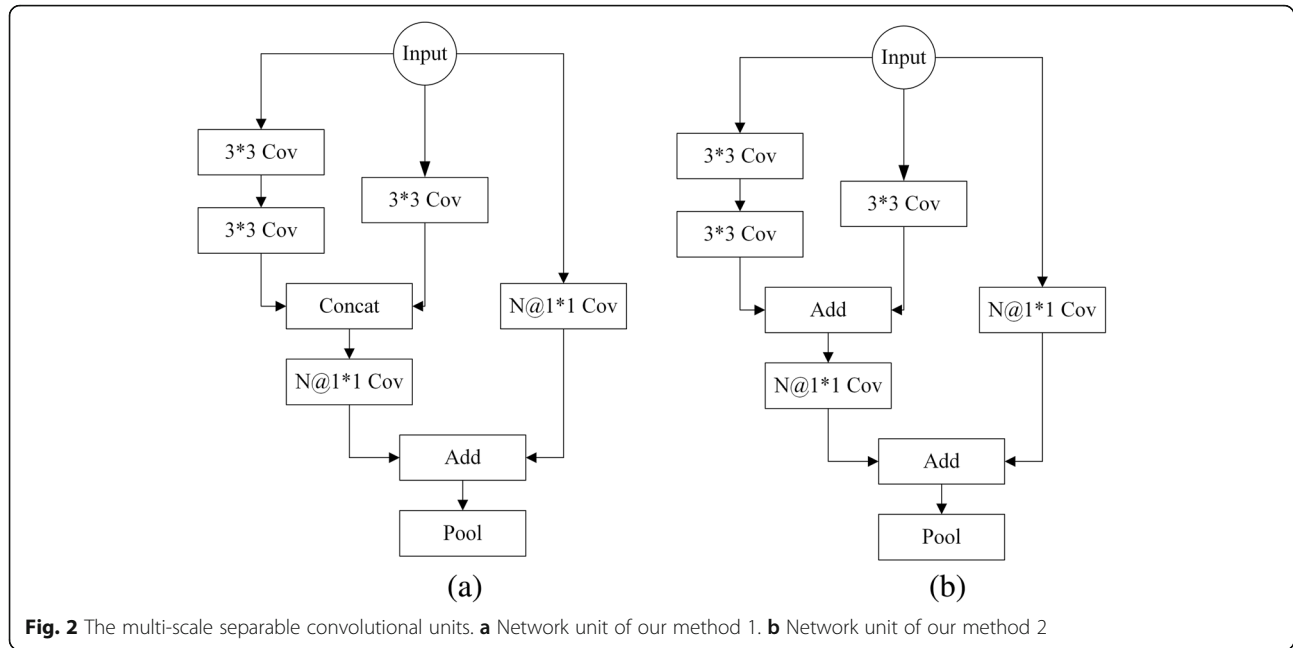 Input
3*3 Cov
3*3 Cov
3*3 Cov
Concat
N@1*1 Cov
N@1*1 Cov
Add
Pool
(a)
Input
3*3 Cov
3*3 Cov
3*3 Cov
Add
N@1*1 Cov
N@1*1 Cov
Add
Pool
(b)
Fig. 2 The multi-scale separable convolutional units. a Network unit of our method 1. b Network unit of our method 2